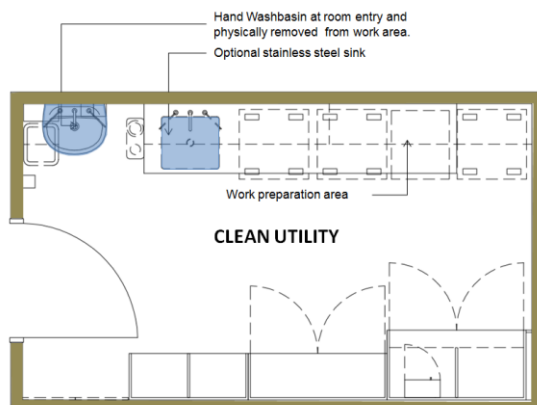 Hand Washbasin at room entry and
physically removed from work area.
Optional stainless steel sink
Work preparation area
CLEAN UTILITY